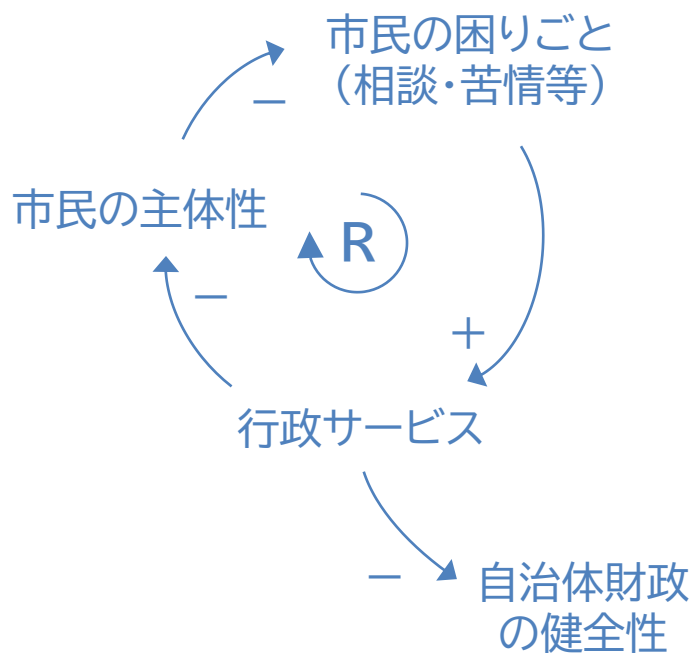 市民の困りごと
（相談・苦情等）
－
市民の主体性
R
－
＋
行政サービス
－
自治体財政
の健全性